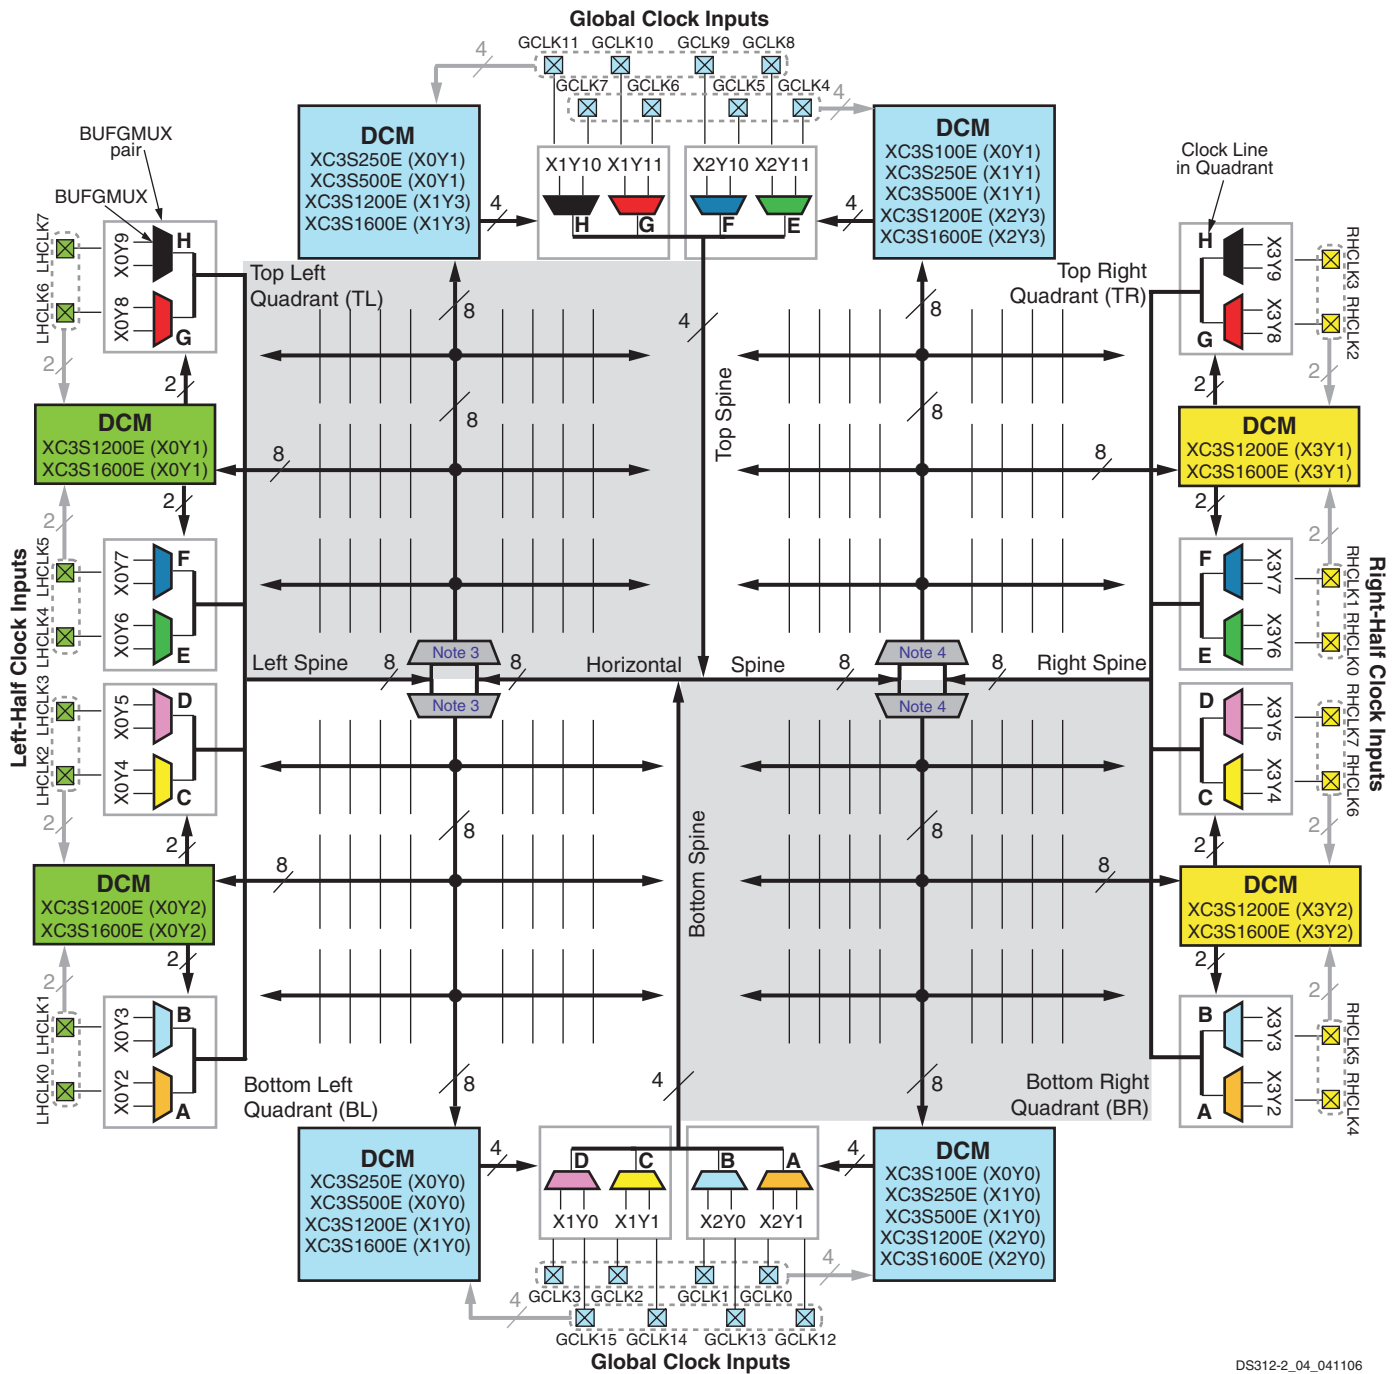 Global Clock Inputs
GCLK11 GCLK10 GCLK9 GCLK8
4
GCLK7 GCLK6 GCLK5 GCLK4
4
DCM
XC3S250E (X0Y1)
XC3S500E (X0Y1)
XC3S1200E (X1Y3)
XC3S1600E (X1Y3)
4
X1Y10 X1Y11
H G
X2Y10 X2Y11
F E
4
DCM
XC3S100E (X0Y1)
XC3S250E (X1Y1)
XC3S500E (X1Y1)
XC3S1200E (X2Y3)
XC3S1600E (X2Y3)
BUFGMUX
pair
BUFGMUX
Clock Line
in Quadrant
LHCLK7
LHCLK6
X0Y9
H
X0Y8
G
2
2
DCM
XC3S1200E (X0Y1)
XC3S1600E (X0Y1)
8
2
2
LHCLK5
LHCLK4
X0Y7
F
X0Y6
E
Left-Half Clock Inputs
LHCLK3
LHCLK2
X0Y5
D
X0Y4
C
2
2
DCM
XC3S1200E (X0Y2)
XC3S1600E (X0Y2)
8
2
2
LHCLK1
LHCLK0
X0Y3
B
X0Y2
A
Top Left
Quadrant (TL)
8
8
4
Top Spine
Top Right
Quadrant (TR)
8
8
H
X3Y9
G
X3Y8
RHCLK3
RHCLK2
2
2
DCM
XC3S1200E (X3Y1)
XC3S1600E (X3Y1)
8
2
2
F
X3Y7
E
X3Y6
RHCLK1
RHCLK0
Right-Half Clock Inputs
D
X3Y5
C
X3Y4
RHCLK7
RHCLK6
2
2
DCM
XC3S1200E (X3Y2)
XC3S1600E (X3Y2)
8
2
2
B
X3Y3
A
X3Y2
RHCLK5
RHCLK4
Note 3
Note 4
Left Spine 8 8 Horizontal Spine 8 8 Right Spine
Note 3
Note 4
8
8
Bottom Spine
4
8
8
Bottom Left
Quadrant (BL)
Bottom Right
Quadrant (BR)
DCM
XC3S250E (X0Y0)
XC3S500E (X0Y0)
XC3S1200E (X1Y0)
XC3S1600E (X1Y0)
4
D C
X1Y0 X1Y1
B A
X2Y0 X2Y1
4
DCM
XC3S100E (X0Y0)
XC3S250E (X1Y0)
XC3S500E (X1Y0)
XC3S1200E (X2Y0)
XC3S1600E (X2Y0)
4
GCLK3 GCLK2 GCLK1 GCLK0
4
GCLK15 GCLK14 GCLK13 GCLK12
Global Clock Inputs
DS312-2_04_041106